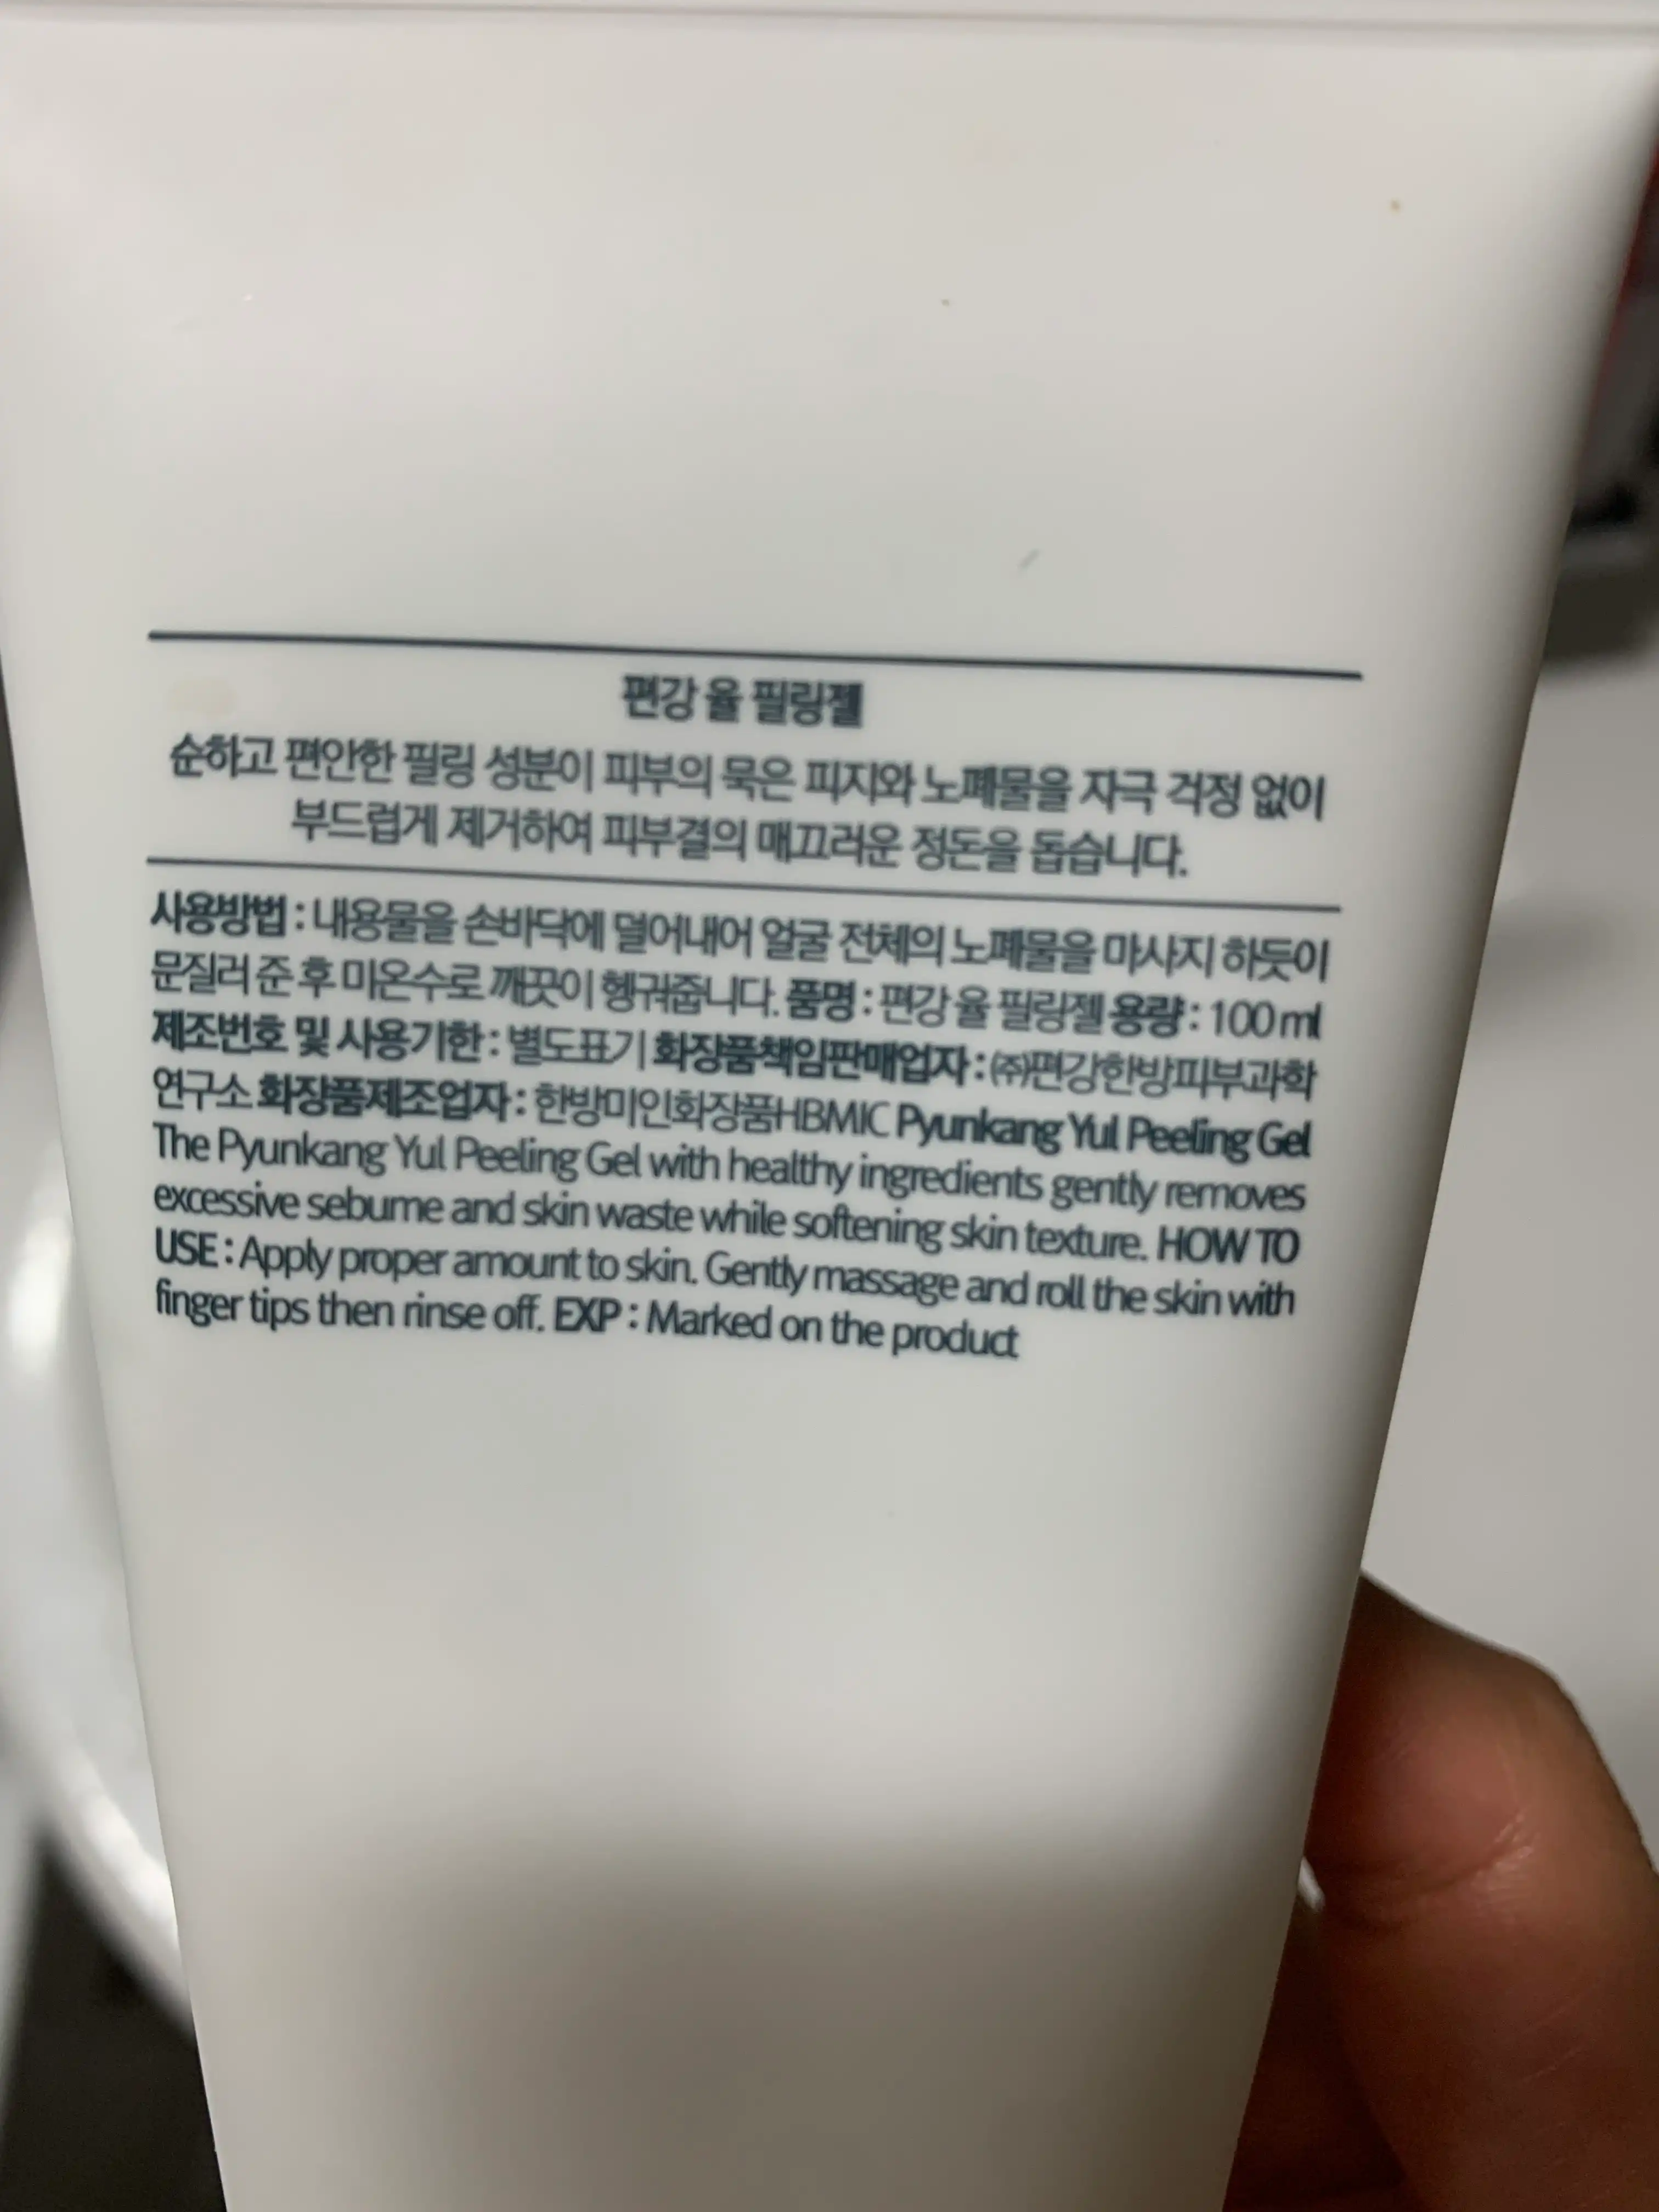 편강 율 필링젤
순하고 편안한 필링 성분이 피부의 묵은 피지와 노폐물을 자극 걱정 없이
부드럽게 제거하여 피부결의 매끄러운 정돈을 돕습니다.
사용방법 : 내용물을 손바닥에 덜어내어 얼굴 전체의 노폐물을 마사지 하듯이
문질러 준 후 미온수로 깨끗이 헹궈줍니다. 품명 : 편강 율 필링젤 용량 : 100ml
제조번호 및 사용기한 : 별도표기 화장품책임판매업자 : ㈜편강한방피부과학
연구소 화장품제조업자 : 한방미인화장품HBMIC Pyunkang Yul Peeling Gel
The Pyunkang Yul Peeling Gel with healthy ingredients gently removes
excessive sebume and skin waste while softening skin texture. HOW TO
USE : Apply proper amount to skin. Gently massage and roll the skin with
finger tips then rinse off. EXP : Marked on the product